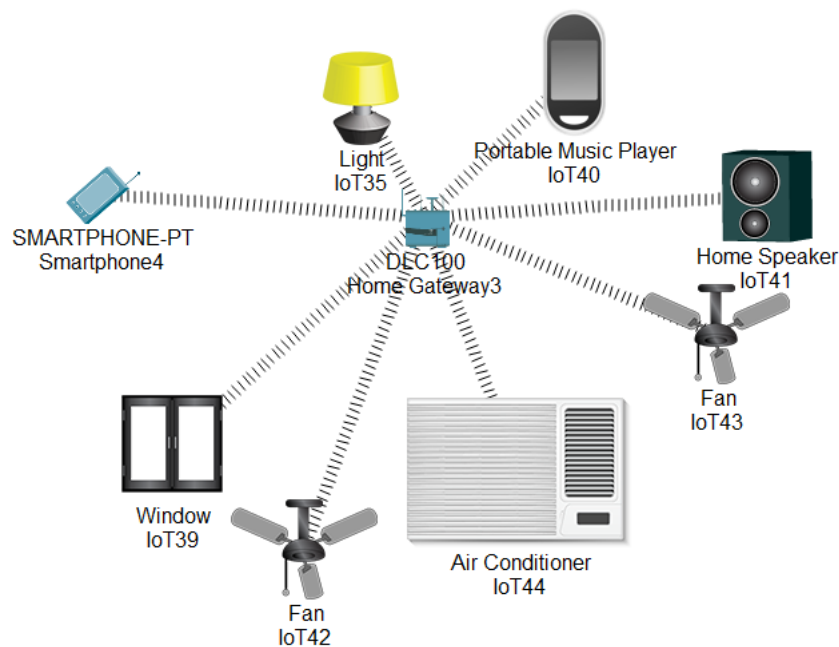 Light
IoT35
Portable Music Player
IoT40
SMARTPHONE-PT
Smartphone4
DLC100
Home Gateway3
Home Speaker
IoT41
Fan
IoT43
Window
IoT39
Air Conditioner
IoT44
Fan
IoT42